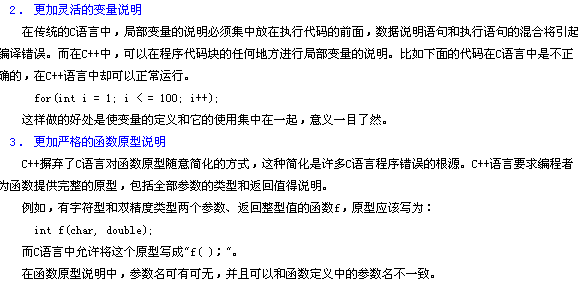 2． 更加灵活的变量说明
在传统的C语言中，局部变量的说明必须集中放在执行代码的前面，数据说明语句和执行语句的混合将引起
编译错误。而在C++中，可以在程序代码块的任何地方进行局部变量的说明。比如下面的代码在C语言中是不正
确的，在C++语言中却可以正常运行。
for(int i = 1; i < = 100; i++);
这样做的好处是使变量的定义和它的使用集中在一起，意义一目了然。
3． 更加严格的函数原型说明
C++摒弃了C语言对函数原型随意简化的方式，这种简化是许多C语言程序错误的根源。C++语言要求编程者
为函数提供完整的原型，包括全部参数的类型和返回值得说明。
例如，有字符型和双精度类型两个参数、返回整型值的函数f，原型应该写为：
int f(char, double);
而C语言中允许将这个原型写成"f( )；"。
在函数原型说明中，参数名可有可无，并且可以和函数定义中的参数名不一致。